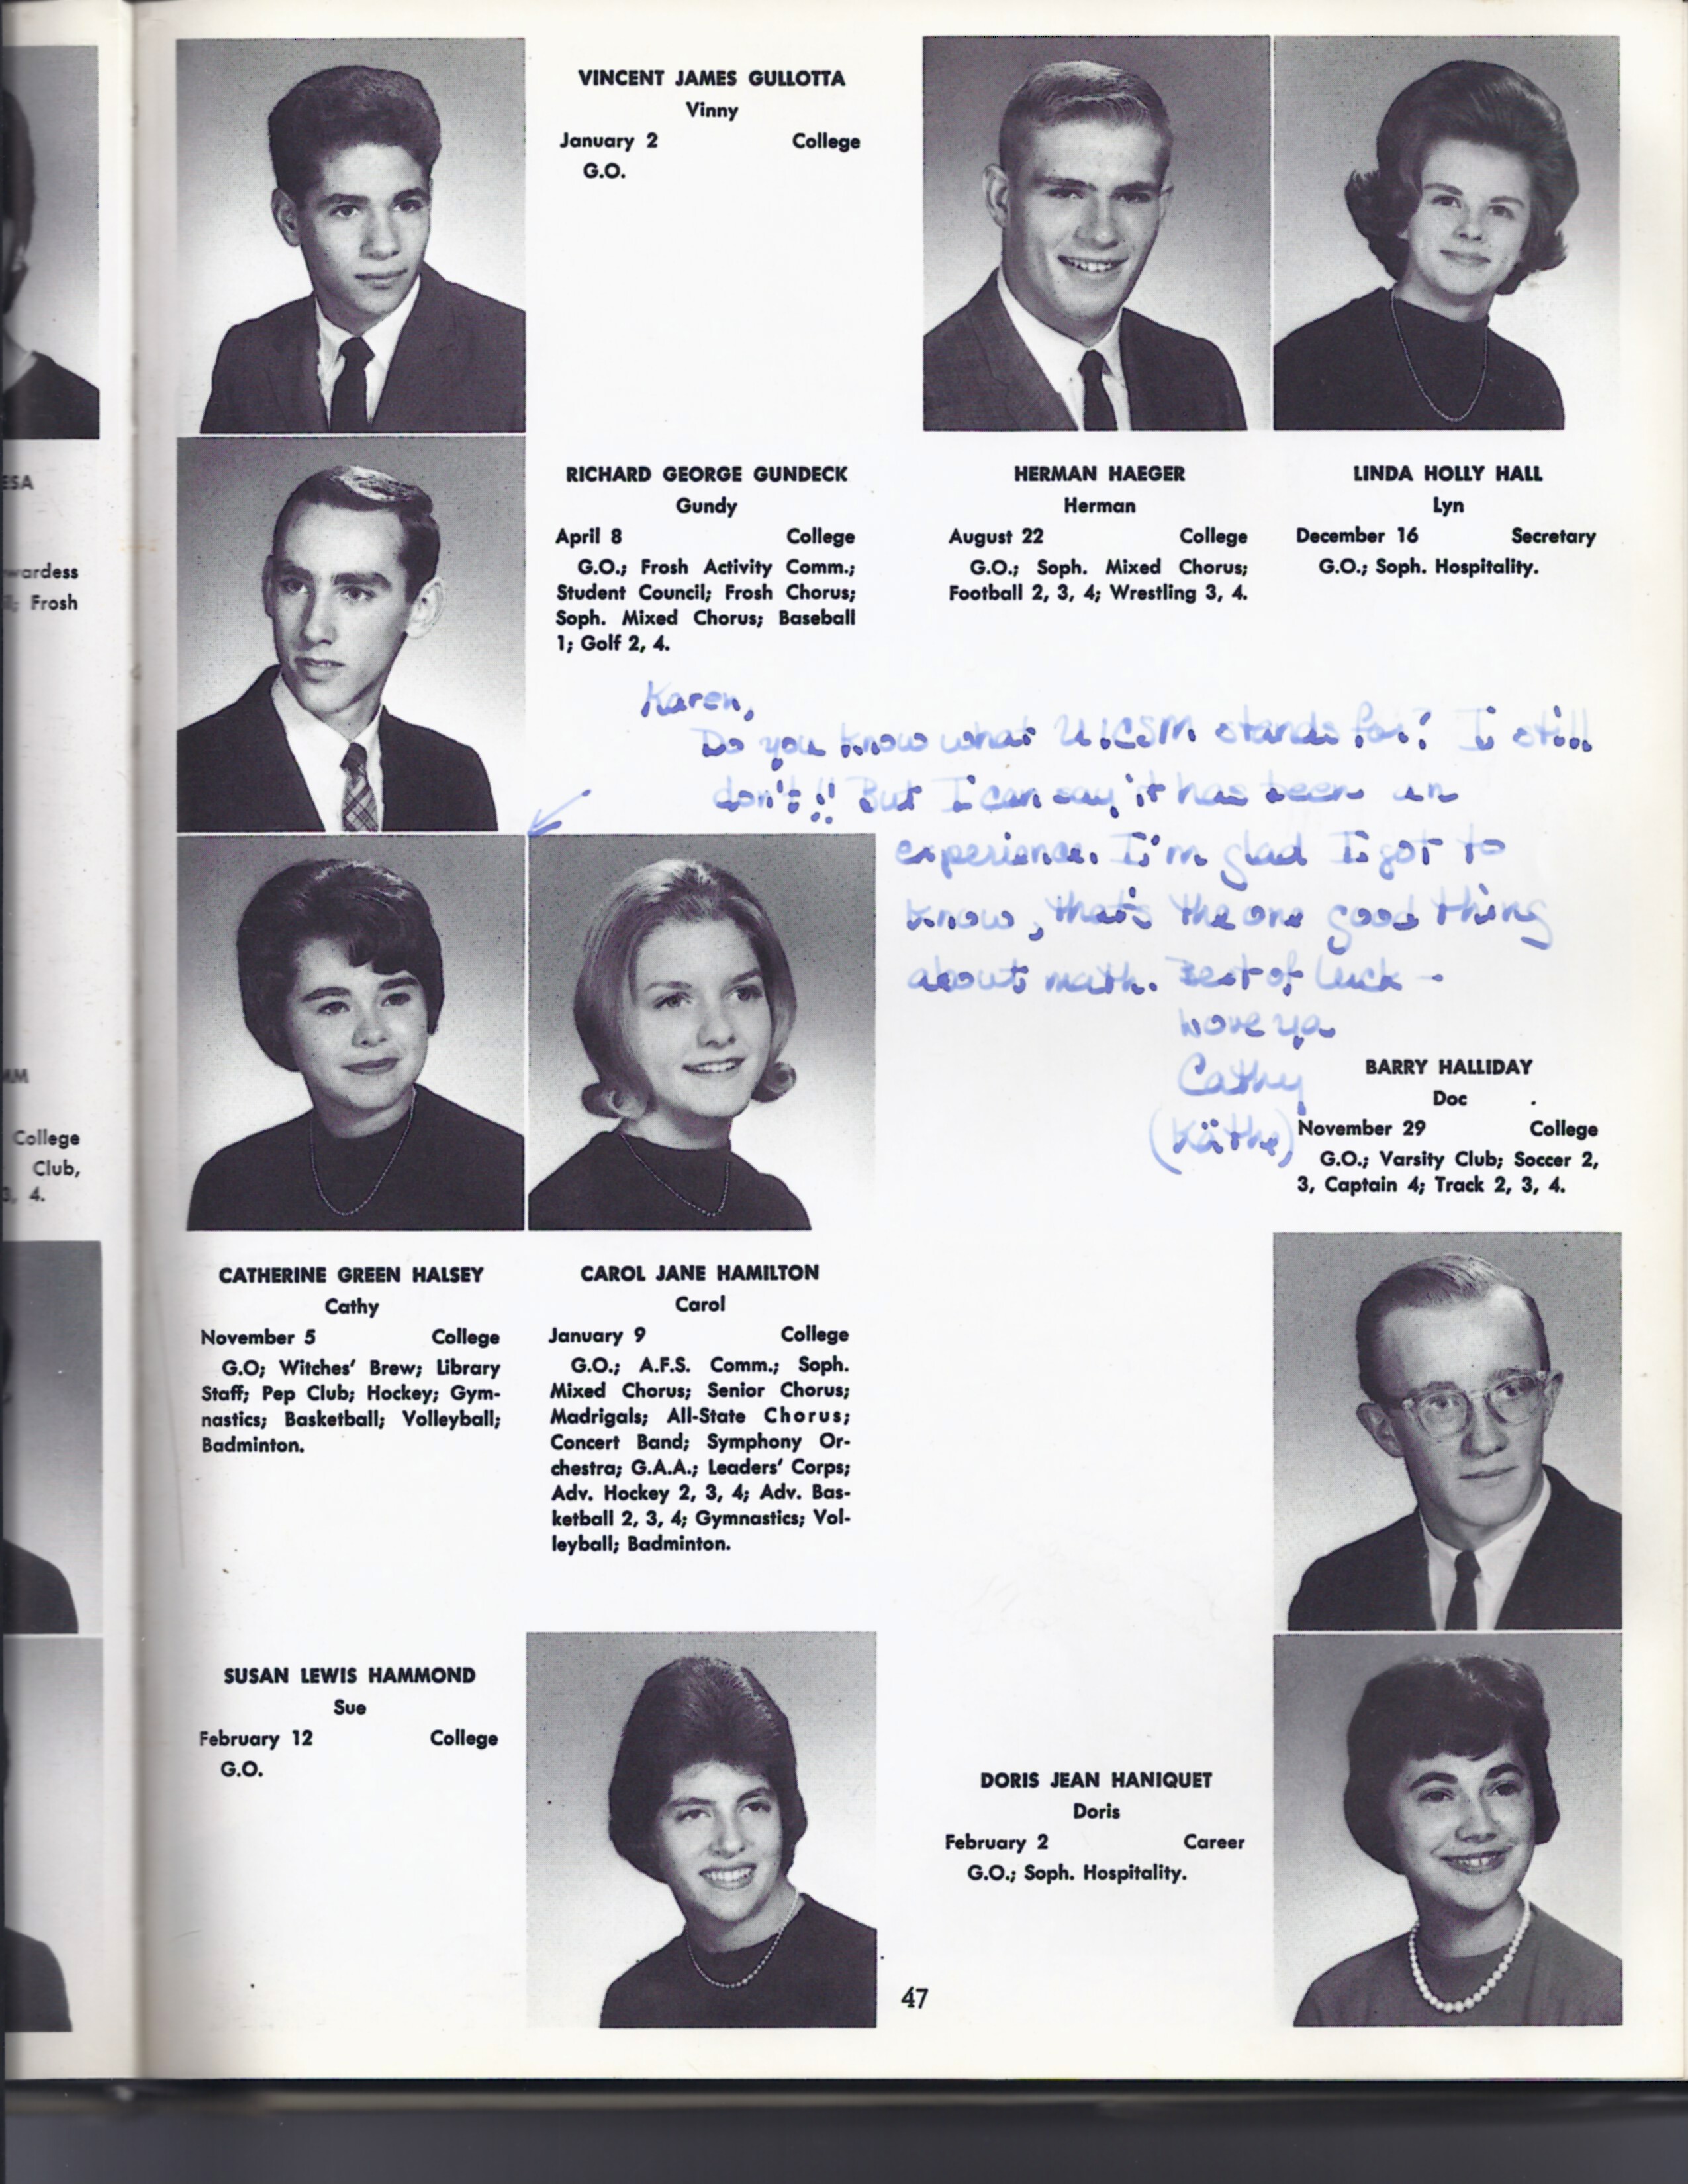 VINCENT JAMES GULLOTTA
Vinny
January 2 College
G.O.
RICHARD GEORGE GUNDECK
Gundy
April 8 College
G.O.; Frosh Activity Comm.;
Student Council; Frosh Chorus;
Soph. Mixed Chorus; Baseball
1; Golf 2, 4.
HERMAN HAEGER
Herman
August 22 College
G.O.; Soph. Mixed Chorus;
Football 2, 3, 4; Wrestling 3, 4.
LINDA HOLLY HALL
Lyn
December 16 Secretary
G.O.; Soph. Hospitality.
ESA
wardess
Frosh
Karen,
Do you know what UICSM stands for? I still
don't!! But I can say, it has been an
experience. I'm glad I got to
know, that's the one good thing
about math. Best of luck -
Love ya
Cathy
(Käthe)
BARRY HALLIDAY
Doc
November 29 College
G.O.; Varsity Club; Soccer 2,
3, Captain 4; Track 2, 3, 4.
College
Club,
3, 4.
CATHERINE GREEN HALSEY
Cathy
November 5 College
G.O; Witches' Brew; Library
Staff; Pep Club; Hockey; Gym-
nastics; Basketball; Volleyball;
Badminton.
CAROL JANE HAMILTON
Carol
January 9 College
G.O.; A.F.S. Comm.; Soph.
Mixed Chorus; Senior Chorus;
Madrigals; All-State Chorus;
Concert Band; Symphony Or-
chestra; G.A.A.; Leaders' Corps;
Adv. Hockey 2, 3, 4; Adv. Bas-
ketball 2, 3, 4; Gymnastics; Vol-
leyball; Badminton.
SUSAN LEWIS HAMMOND
Sue
February 12 College
G.O.
DORIS JEAN HANIQUET
Doris
February 2 Career
G.O.; Soph. Hospitality.
47